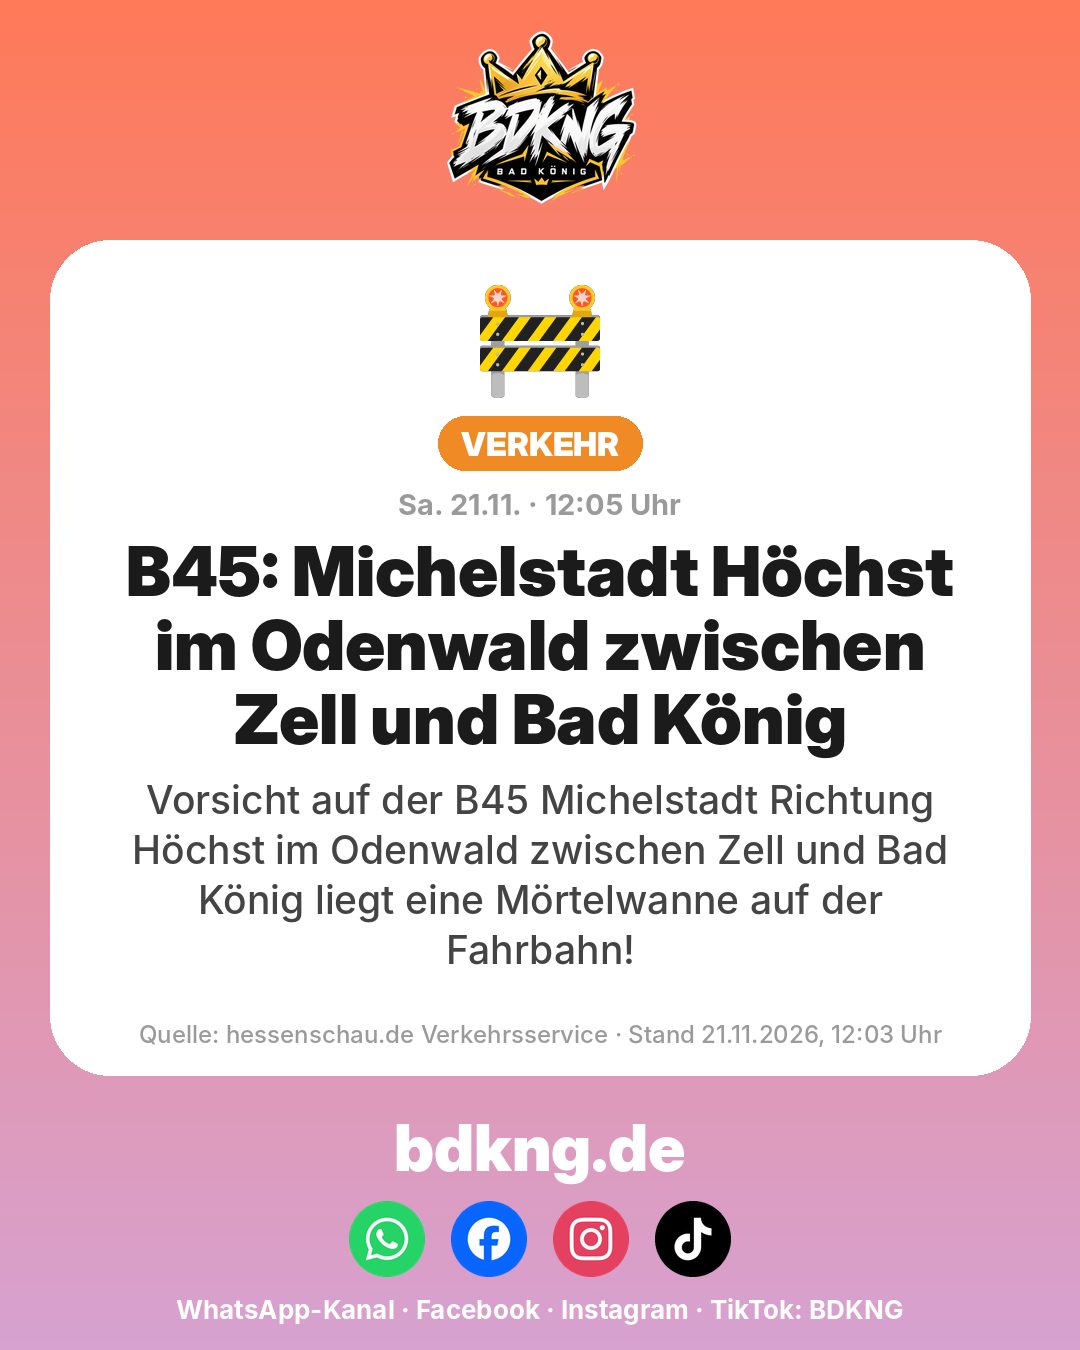 BDKNG
BAD KÖNIG
VERKEHR
Sa. 21.11. · 12:05 Uhr
B45: Michelstadt Höchst
im Odenwald zwischen
Zell und Bad König
Vorsicht auf der B45 Michelstadt Richtung
Höchst im Odenwald zwischen Zell und Bad
König liegt eine Mörtelwanne auf der
Fahrbahn!
Quelle: hessenschau.de Verkehrsservice · Stand 21.11.2026, 12:03 Uhr
bdkng.de
WhatsApp-Kanal · Facebook · Instagram · TikTok: BDKNG